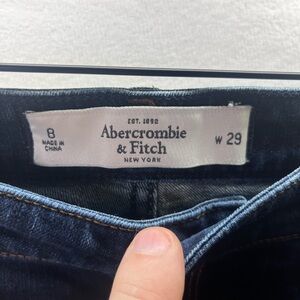 8
MADE IN
CHINA
EST. 1892
Abercrombie
& Fitch
NEW YORK
W 29